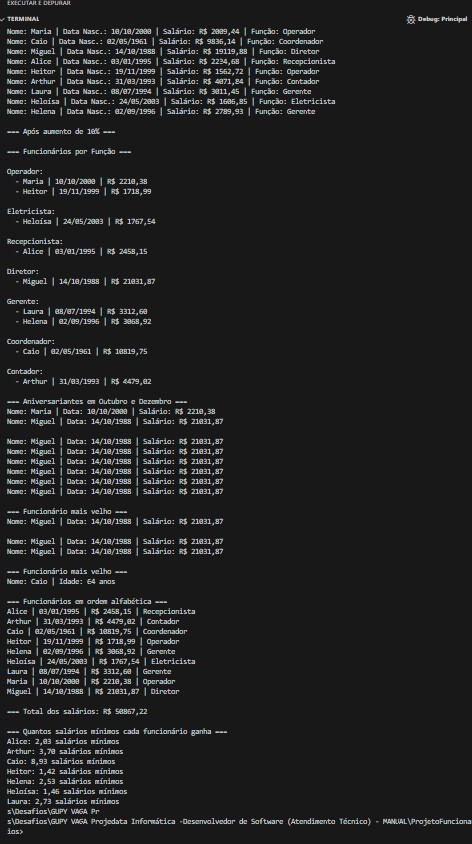 EXECUTAR E DEPURAR
TERMINAL
Debug: Principal
Nome: Maria | Data Nasc.: 10/10/2000 | Salário: R$ 2009,44 | Função: Operador
Nome: Caio | Data Nasc.: 02/05/1961 | Salário: R$ 9836,14 | Função: Coordenador
Nome: Miguel | Data Nasc.: 14/10/1988 | Salário: R$ 19119,88 | Função: Diretor
Nome: Alice | Data Nasc.: 03/01/1995 | Salário: R$ 2234,68 | Função: Recepcionista
Nome: Heitor | Data Nasc.: 19/11/1999 | Salário: R$ 1562,72 | Função: Operador
Nome: Arthur | Data Nasc.: 31/03/1993 | Salário: R$ 4071,84 | Função: Contador
Nome: Laura | Data Nasc.: 08/07/1994 | Salário: R$ 3011,45 | Função: Gerente
Nome: Heloísa | Data Nasc.: 24/05/2003 | Salário: R$ 1606,85 | Função: Eletricista
Nome: Helena | Data Nasc.: 02/09/1996 | Salário: R$ 2789,93 | Função: Gerente
=== Após aumento de 10% ===
=== Funcionários por Função ===
Operador:
- Maria | 10/10/2000 | R$ 2210,38
- Heitor | 19/11/1999 | R$ 1718,99
Eletricista:
- Heloísa | 24/05/2003 | R$ 1767,54
Recepcionista:
- Alice | 03/01/1995 | R$ 2458,15
Diretor:
- Miguel | 14/10/1988 | R$ 21031,87
Gerente:
- Laura | 08/07/1994 | R$ 3312,60
- Helena | 02/09/1996 | R$ 3068,92
Coordenador:
- Caio | 02/05/1961 | R$ 10819,75
Contador:
- Arthur | 31/03/1993 | R$ 4479,02
=== Aniversariantes em Outubro e Dezembro ===
Nome: Maria | Data: 10/10/2000 | Salário: R$ 2210,38
Nome: Miguel | Data: 14/10/1988 | Salário: R$ 21031,87
Nome: Miguel | Data: 14/10/1988 | Salário: R$ 21031,87
Nome: Miguel | Data: 14/10/1988 | Salário: R$ 21031,87
Nome: Miguel | Data: 14/10/1988 | Salário: R$ 21031,87
Nome: Miguel | Data: 14/10/1988 | Salário: R$ 21031,87
Nome: Miguel | Data: 14/10/1988 | Salário: R$ 21031,87
Nome: Miguel | Data: 14/10/1988 | Salário: R$ 21031,87
=== Funcionário mais velho ===
Nome: Miguel | Data: 14/10/1988 | Salário: R$ 21031,87
Nome: Miguel | Data: 14/10/1988 | Salário: R$ 21031,87
Nome: Miguel | Data: 14/10/1988 | Salário: R$ 21031,87
=== Funcionário mais velho ===
Nome: Caio | Idade: 64 anos
=== Funcionários em ordem alfabética ===
Alice | 03/01/1995 | R$ 2458,15 | Recepcionista
Arthur | 31/03/1993 | R$ 4479,02 | Contador
Caio | 02/05/1961 | R$ 10819,75 | Coordenador
Heitor | 19/11/1999 | R$ 1718,99 | Operador
Helena | 02/09/1996 | R$ 3068,92 | Gerente
Heloísa | 24/05/2003 | R$ 1767,54 | Eletricista
Laura | 08/07/1994 | R$ 3312,60 | Gerente
Maria | 10/10/2000 | R$ 2210,38 | Operador
Miguel | 14/10/1988 | R$ 21031,87 | Diretor
=== Total dos salários: R$ 50867,22
=== Quantos salários mínimos cada funcionário ganha ===
Alice: 2,03 salários mínimos
Arthur: 3,70 salários mínimos
Caio: 8,93 salários mínimos
Heitor: 1,42 salários mínimos
Helena: 2,53 salários mínimos
Heloísa: 1,46 salários mínimos
Laura: 2,73 salários mínimos
s\Desafios\GUPY VAGA Pr
s\Desafios\GUPY VAGA Projedata Informática -Desenvolvedor de Software (Atendimento Técnico) - MANUAL\ProjetoFunciona
ios>